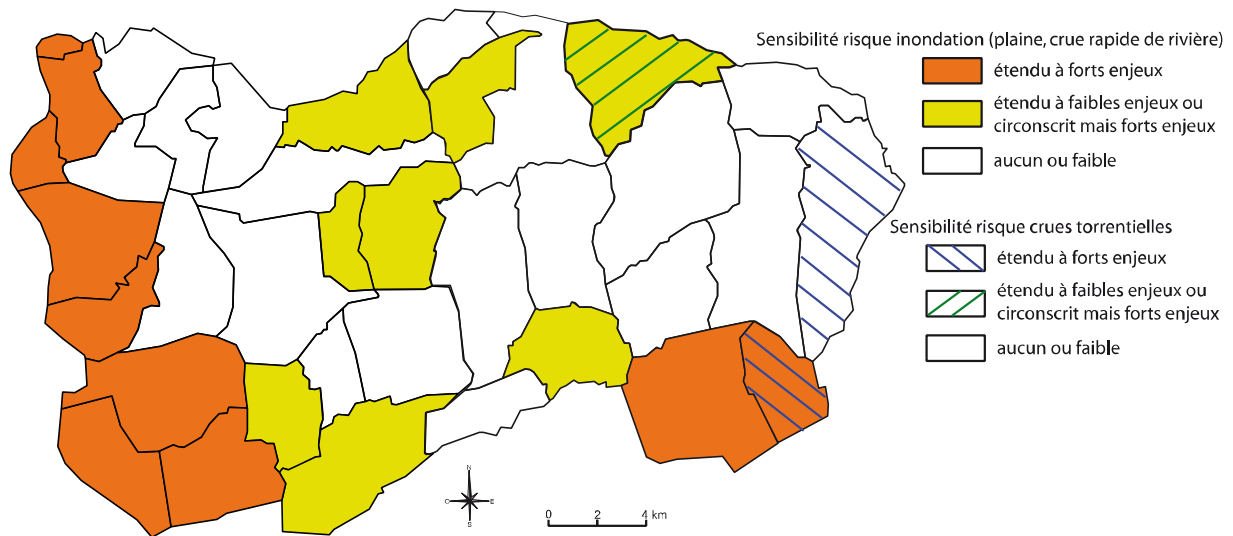 Sensibilité risque inondation (plaine, crue rapide de rivière)
étendu à forts enjeux
étendu à faibles enjeux ou
circonscrit mais forts enjeux
aucun ou faible
Sensibilité risque crues torrentielles
étendu à forts enjeux
étendu à faibles enjeux ou
circonscrit mais forts enjeux
aucun ou faible
N
O E
S
0 2 4 km